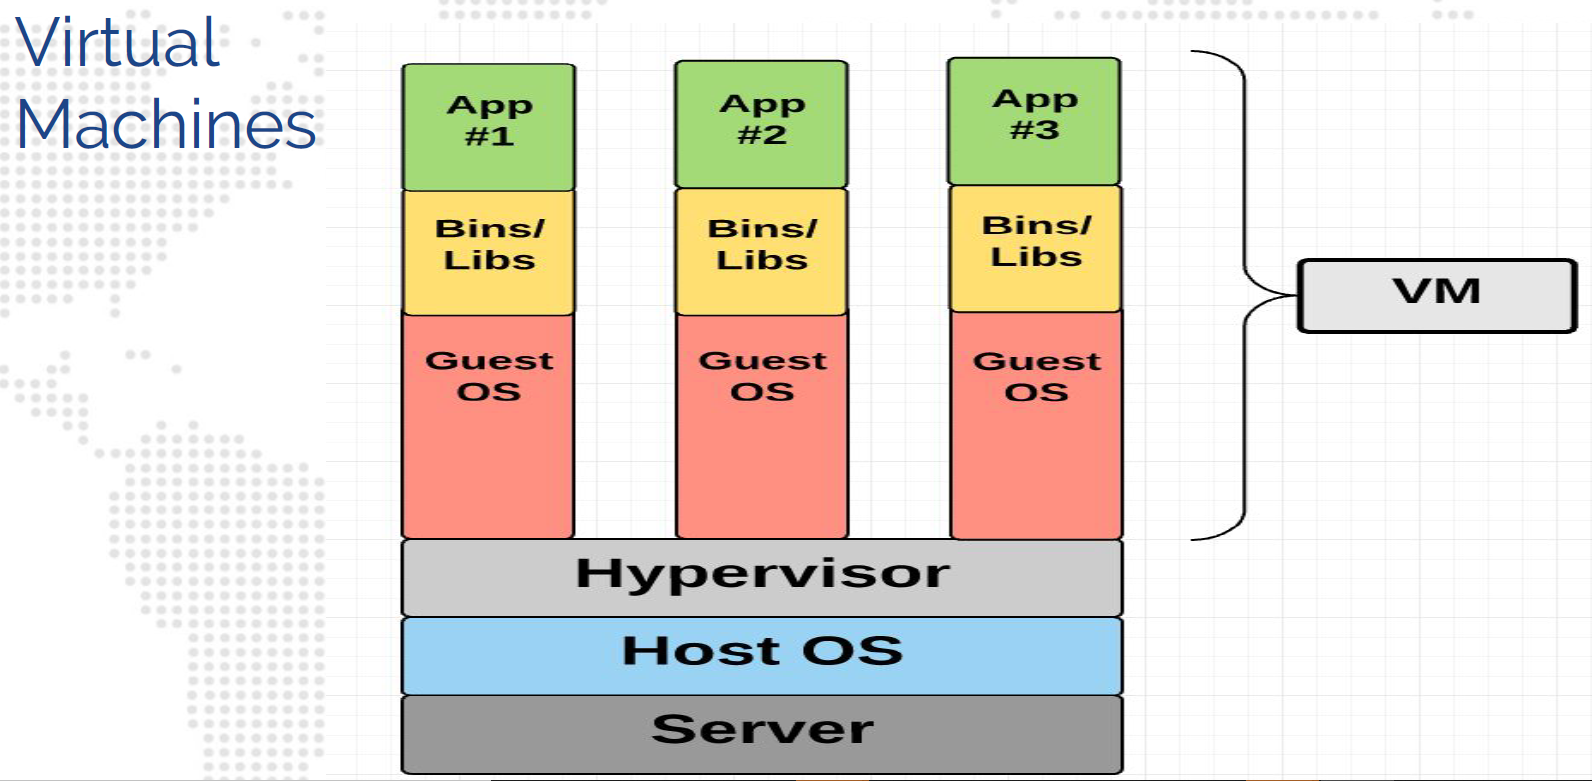 Virtual
Machines
App
#1
App
#2
App
#3
Bins/
Libs
Bins/
Libs
Bins/
Libs
Guest
OS
Guest
OS
Guest
OS
VM
Hypervisor
Host OS
Server